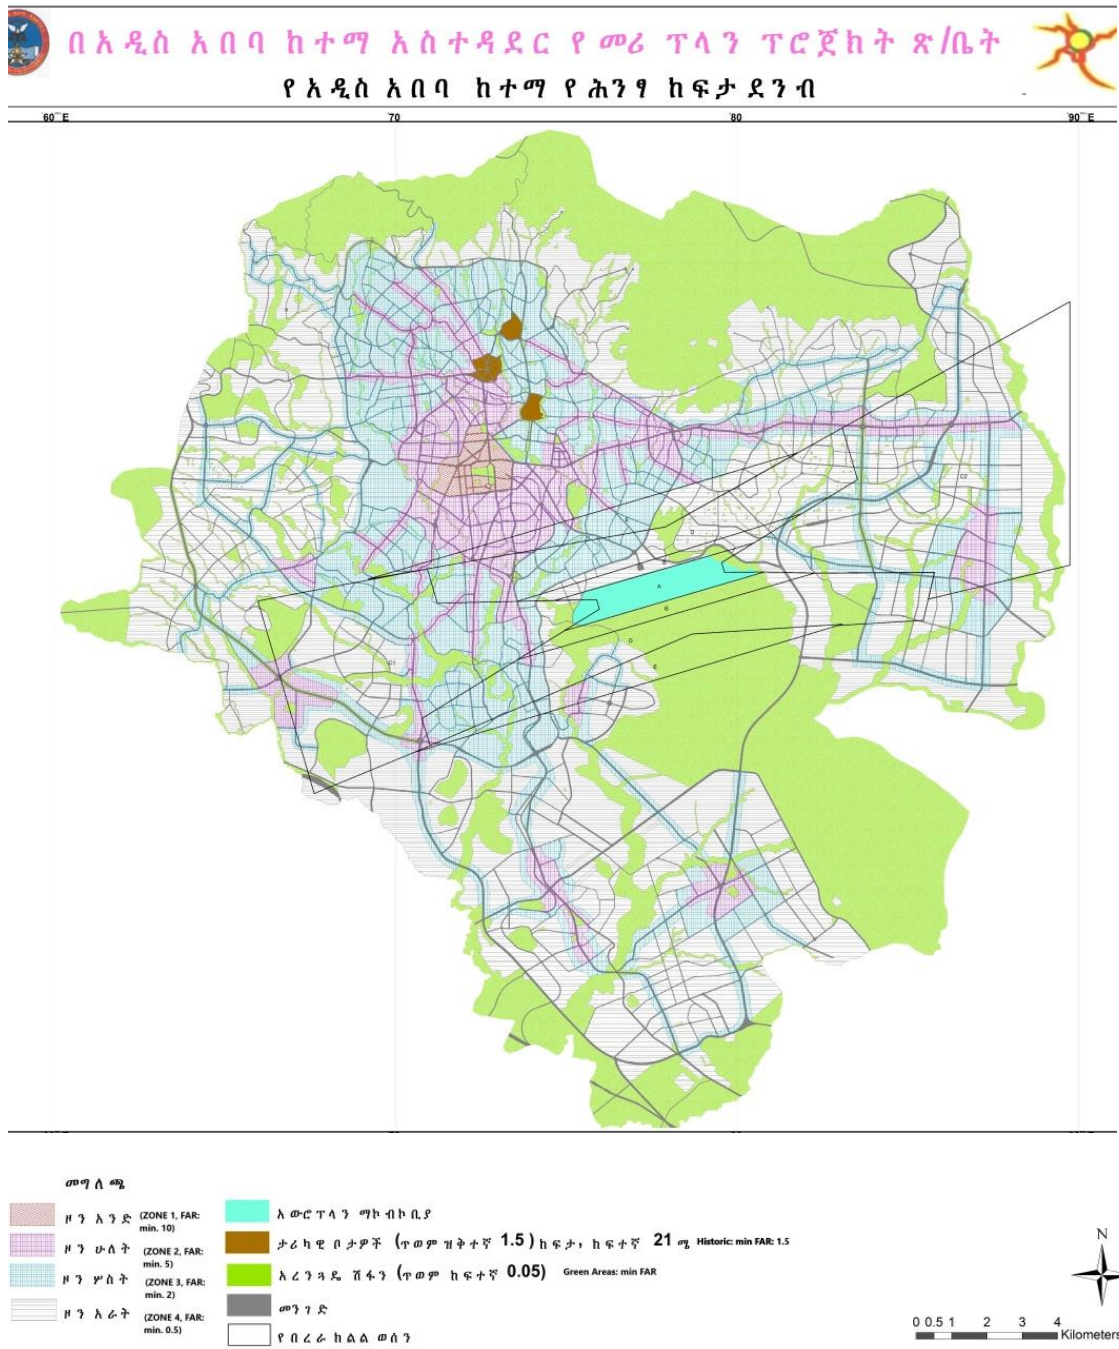 በአዲስ አበባ ከተማ አስተዳደር የመሪ ፕላን ፕሮጀክት ጽ/ቤት
የአዲስ አበባ ከተማ የሕንፃ ከፍታ ደንብ
60 E 70 80 90 E
C2
D
A
B
D
E
C1
መግለጫ
ዞን አንድ (ZONE 1, FAR: min. 10)
ዞን ሁለት (ZONE 2, FAR: min. 5)
ዞን ሦስት (ZONE 3, FAR: min. 2)
ዞን አራት (ZONE 4, FAR: min. 0.5)
አውሮፕላን ማኮብኮቢያ
ታሪካዊ ቦታዎች (ጥወም ዝቅተኛ 1.5) ከፍታ፣ ከፍተኛ 21 ሜ Historic: min FAR: 1.5
አረንጓዴ ሽፋን (ጥወም ከፍተኛ 0.05) Green Areas: min FAR
መንገድ
የበረራ ክልል ወሰን
N
0 0.5 1 2 3 4
Kilometers